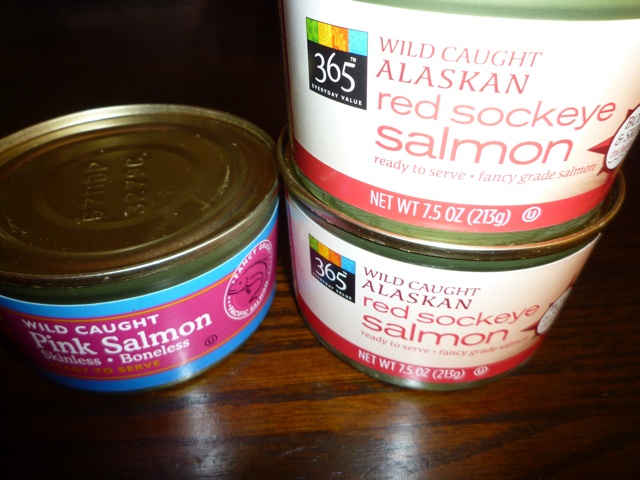 365™
EVERYDAY VALUE
WILD CAUGHT
ALASKAN
red sockeye
salmon
ready to serve • fancy grade salmon
NET WT 7.5 OZ (213g) U
365
EVERYDAY VALUE
WILD CAUGHT
ALASKAN
red sockeye
salmon
ready to serve • fancy grade salmon
NET WT 7.5 OZ (213g) U
WILD CAUGHT
Pink Salmon
Skinless • Boneless
READY TO SERVE